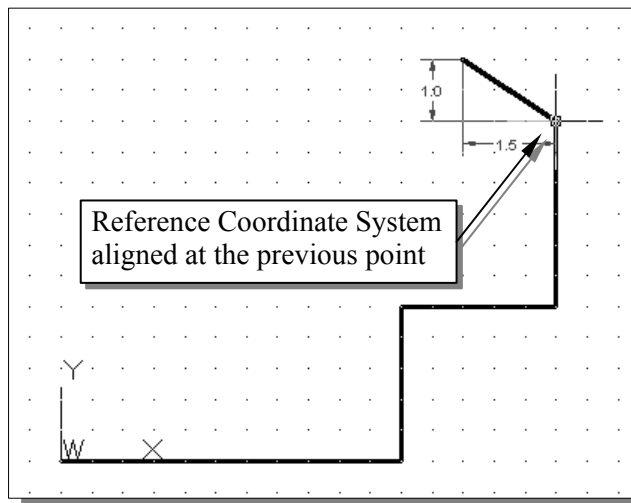 1.0
1.5
Reference Coordinate System
aligned at the previous point
Y
W X